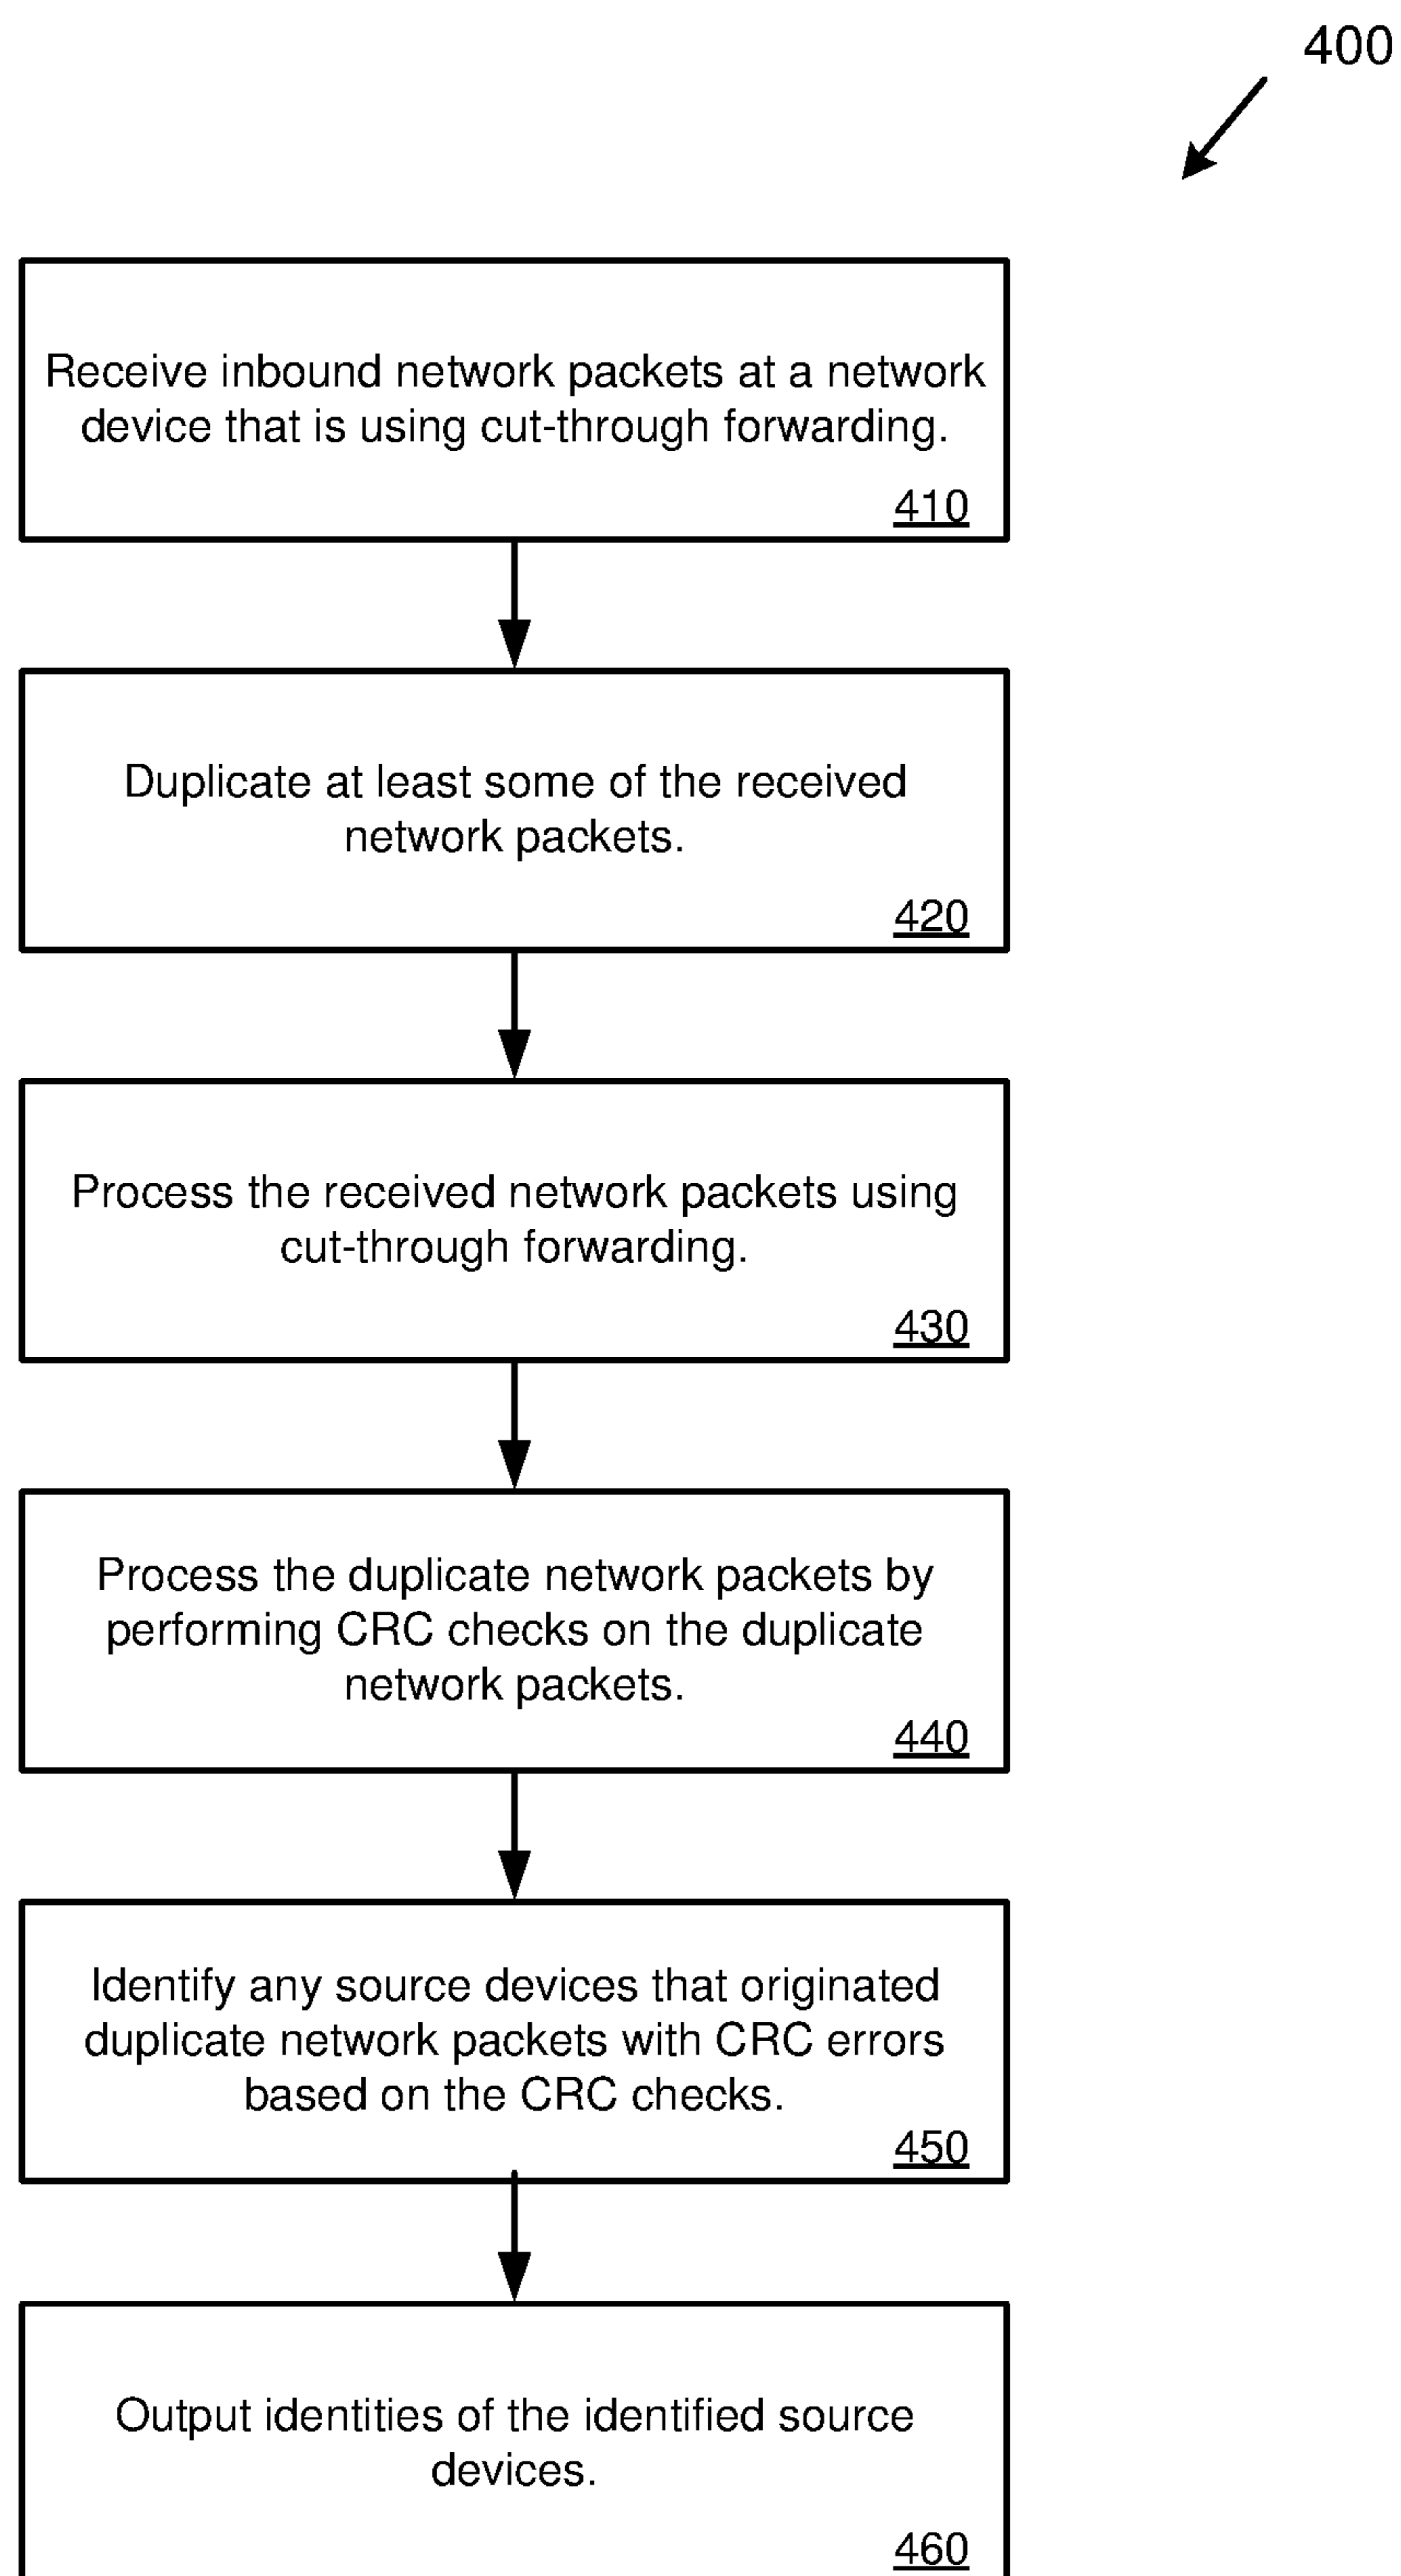 400
Receive inbound network packets at a network
device that is using cut-through forwarding.
410
Duplicate at least some of the received
network packets.
420
Process the received network packets using
cut-through forwarding.
430
Process the duplicate network packets by
performing CRC checks on the duplicate
network packets.
440
Identify any source devices that originated
duplicate network packets with CRC errors
based on the CRC checks.
450
Output identities of the identified source
devices.
460